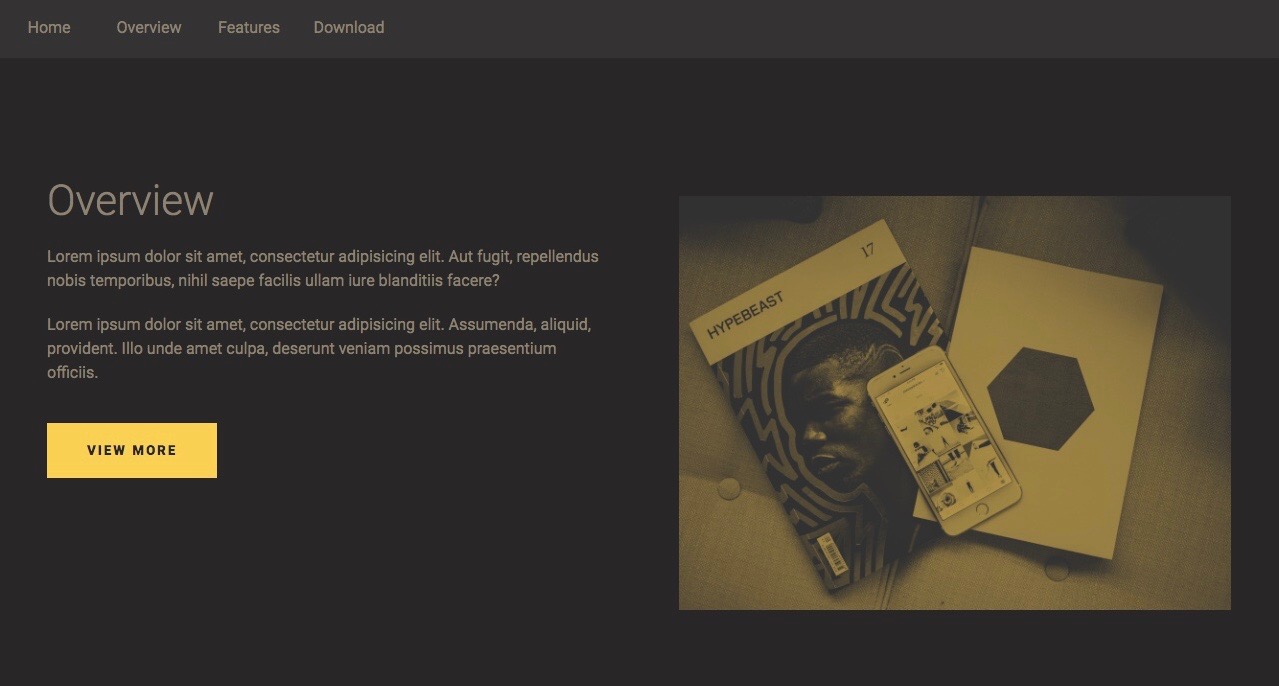 Home Overview Features Download
Overview
Lorem ipsum dolor sit amet, consectetur adipisicing elit. Aut fugit, repellendus
nobis temporibus, nihil saepe facilis ullam iure blanditiis facere?
Lorem ipsum dolor sit amet, consectetur adipisicing elit. Assumenda, aliquid,
provident. Illo unde amet culpa, deserunt veniam possimus praesentium
officiis.
VIEW MORE
17
HYPEBEAST